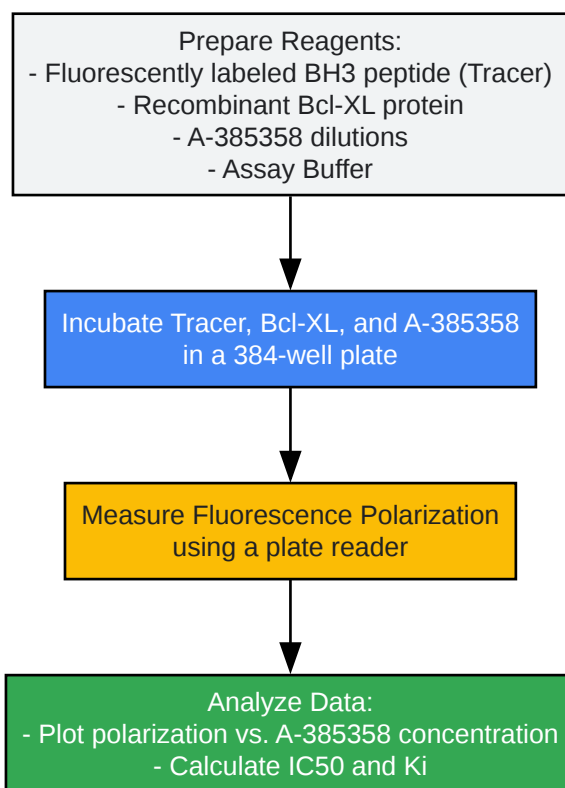 Prepare Reagents:
- Fluorescently labeled BH3 peptide (Tracer)
- Recombinant Bcl-XL protein
- A-385358 dilutions
- Assay Buffer
Incubate Tracer, Bcl-XL, and A-385358
in a 384-well plate
Measure Fluorescence Polarization
using a plate reader
Analyze Data:
- Plot polarization vs. A-385358 concentration
- Calculate IC50 and Ki